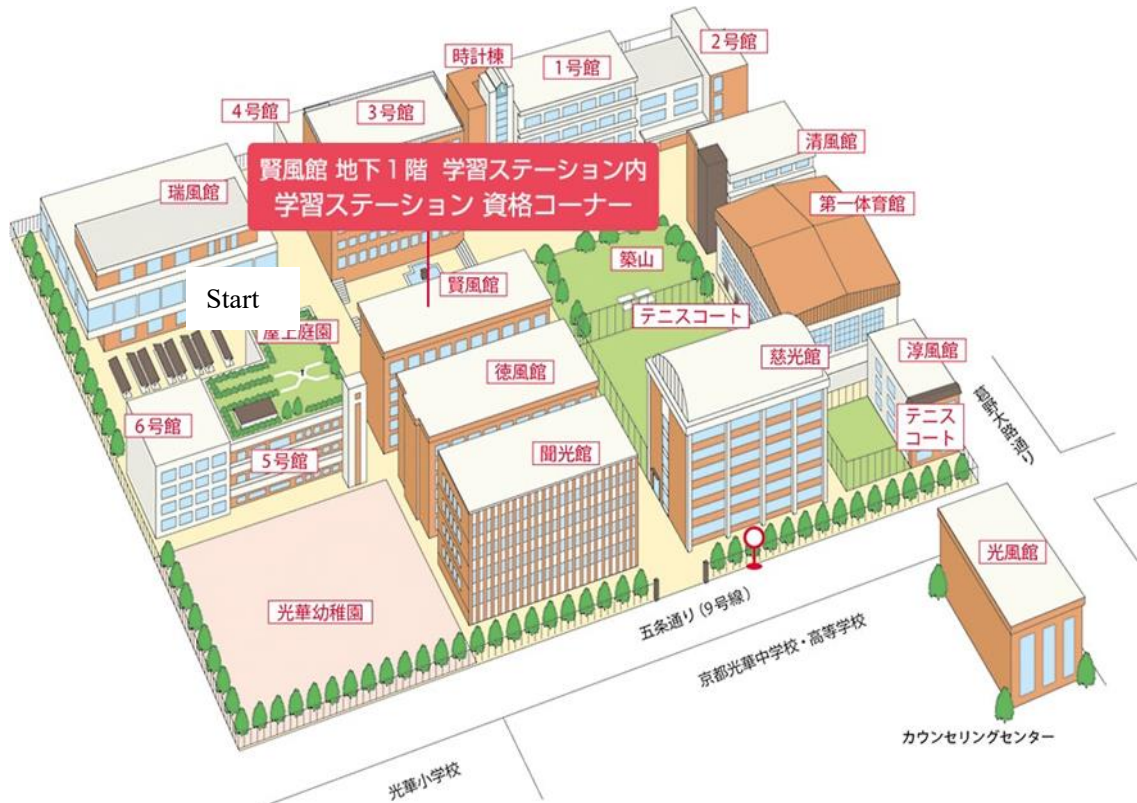 2号館
時計棟
1号館
4号館
3号館
清風館
賢風館 地下1階 学習ステーション内
学習ステーション 資格コーナー
瑞風館
第一体育館
築山
賢風館
Start
テニスコート
屋上庭園
慈光館
淳風館
徳風館
葛野大路通り
6号館
テニス
コート
5号館
聞光館
光風館
光華幼稚園
五条通り(9号線)
京都光華中学校・高等学校
カウンセリングセンター
光華小学校